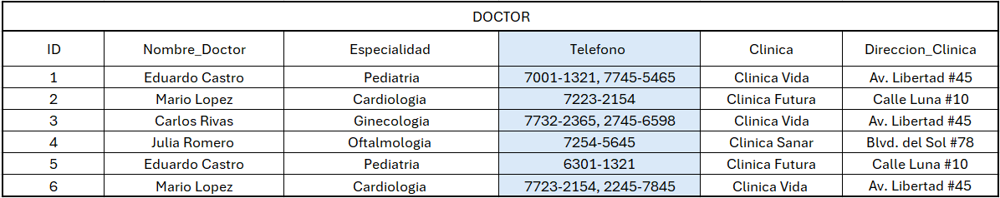 DOCTOR
ID Nombre_Doctor Especialidad Telefono Clinica Direccion_Clinica
1 Eduardo Castro Pediatria 7001-1321, 7745-5465 Clinica Vida Av. Libertad #45
2 Mario Lopez Cardiologia 7223-2154 Clinica Futura Calle Luna #10
3 Carlos Rivas Ginecologia 7732-2365, 2745-6598 Clinica Vida Av. Libertad #45
4 Julia Romero Oftalmologia 7254-5645 Clinica Sanar Blvd. del Sol #78
5 Eduardo Castro Pediatria 6301-1321 Clinica Futura Calle Luna #10
6 Mario Lopez Cardiologia 7723-2154, 2245-7845 Clinica Vida Av. Libertad #45